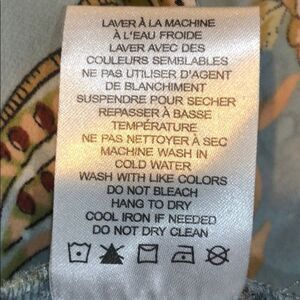 LAVER À LA MACHINE
À L'EAU FROIDE
LAVER AVEC DES
COULEURS SEMBLABLES
NE PAS UTILISER D'AGENT
DE BLANCHIMENT
SUSPENDRE POUR SECHER
REPASSER À BASSE
TEMPÉRATURE
NE PAS NETTOYER À SEC
MACHINE WASH IN
COLD WATER
WASH WITH LIKE COLORS
DO NOT BLEACH
HANG TO DRY
COOL IRON IF NEEDED
DO NOT DRY CLEAN